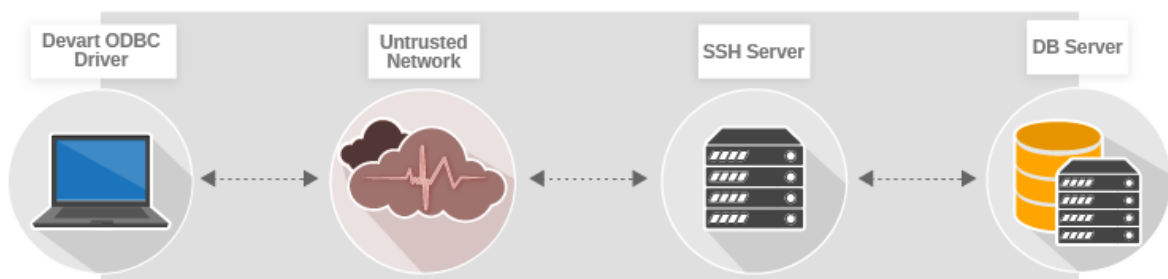 Devart ODBC
Driver
Untrusted
Network
SSH Server
DB Server